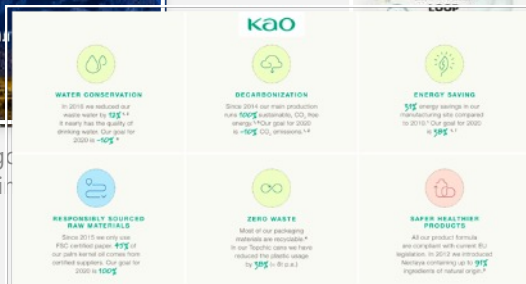 LOOP
Kao
WATER CONSERVATION
In 2016 we reduced our
waste water by 12%
It nearly has the quality of
drinking water. Our goal for
2020 is -10%
DECARBONIZATION
Since 2014 our main production
runs 100% sustainable, CO₂ free
energy. Our goal for 2020
is -10% CO₂ emissions.
ENERGY SAVING
energy savings in our
manufacturing site compared
to 2010. Our goal for 2020
is
RESPONSIBLY SOURCED
RAW MATERIALS
Since 2015 we only use
FSC certified paper.
our palm kernel oil comes from
certified suppliers. Our goal for
2020 is 100%
ZERO WASTE
Most of our packaging
materials are recyclable.
In our Topchic cans we have
reduced the plastic usage
by
SAFER HEALTHIER
PRODUCTS
All our product formula
are compliant with current EU
legislation. In 2012 we introduced
Nectaya containing up to 91%
ingredients of natural origin.